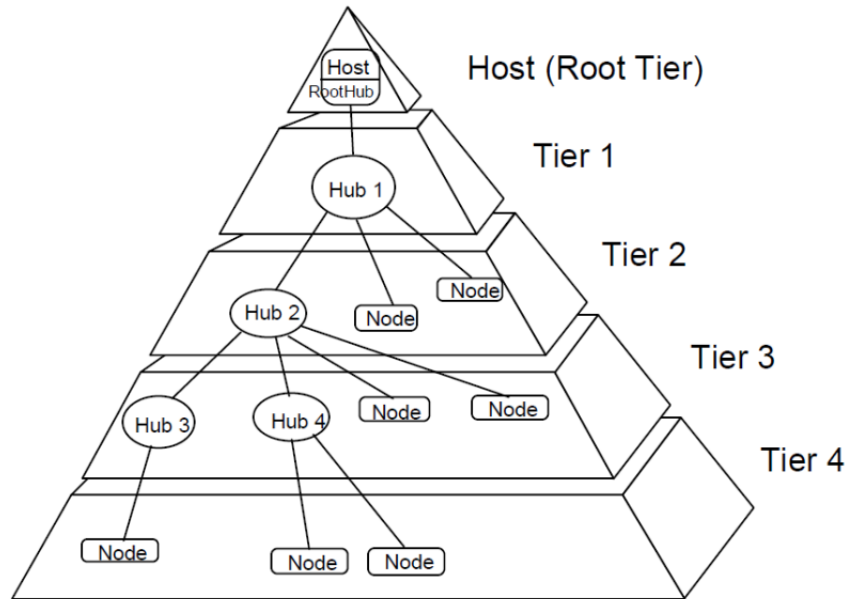 Host
RootHub
Host (Root Tier)
Tier 1
Hub 1
Tier 2
Node
Node
Hub 2
Tier 3
Node
Node
Hub 3
Hub 4
Tier 4
Node
Node
Node